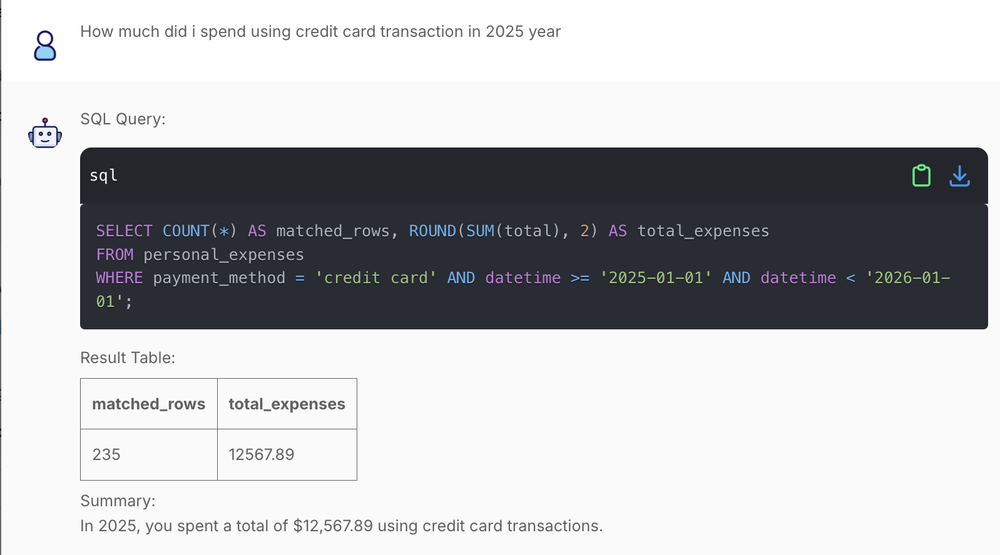 How much did i spend using credit card transaction in 2025 year
SQL Query:
sql
SELECT COUNT(*) AS matched_rows, ROUND(SUM(total), 2) AS total_expenses
FROM personal_expenses
WHERE payment_method = 'credit card' AND datetime >= '2025-01-01' AND datetime < '2026-01-
01';
Result Table:
matched_rows total_expenses
235 12567.89
Summary:
In 2025, you spent a total of $12,567.89 using credit card transactions.